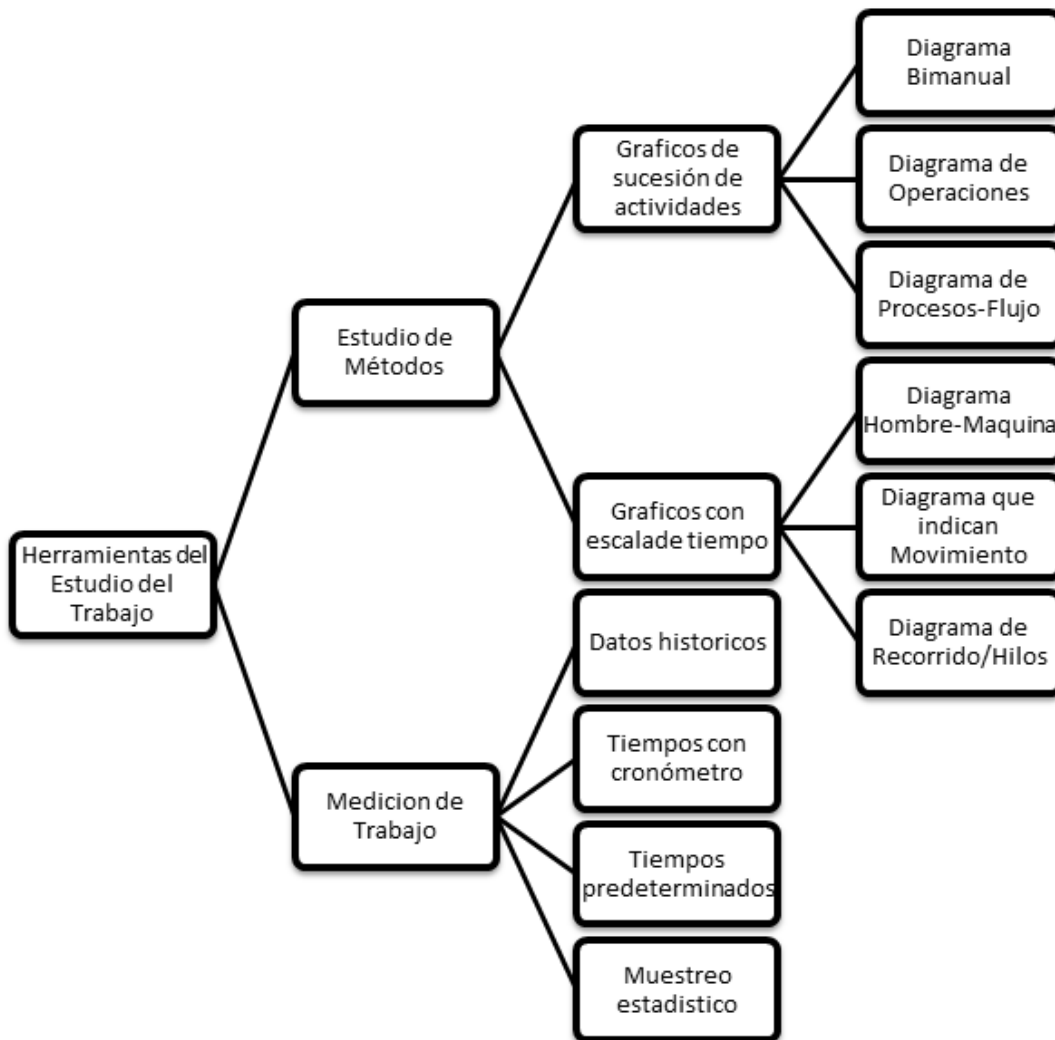 Herramientas del
Estudio del
Trabajo
Estudio de
Métodos
Graficos de
sucesión de
actividades
Diagrama
Bimanual
Diagrama de
Operaciones
Diagrama de
Procesos-Flujo
Graficos con
escalade tiempo
Diagrama
Hombre-Maquina
Diagrama que
indican
Movimiento
Diagrama de
Recorrido/Hilos
Medicion de
Trabajo
Datos historicos
Tiempos con
cronómetro
Tiempos
predeterminados
Muestreo
estadistico